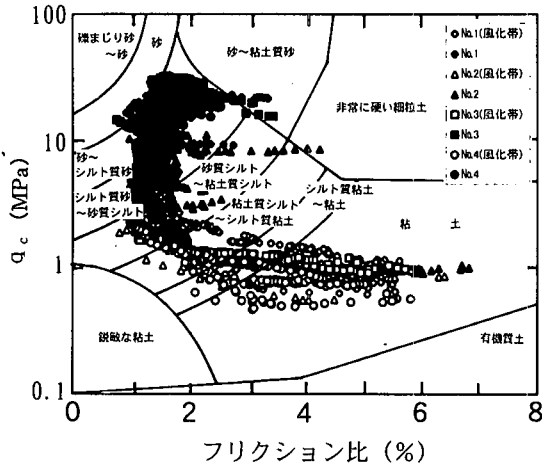 100
10
1
0.1
q c (MPa)
0
2
4
6
8
フリクション比 (%)
礫まじり砂
～砂
砂
砂～粘土質砂
非常に硬い細粒土
砂～
シルト質砂
シルト質砂
～砂質シルト
砂質シルト
～粘土質シルト
粘土質シルト
～シルト質粘土
シルト質粘土
～粘土
粘 土
鋭敏な粘土
有機質土
No.1(風化帯)
No.1
No.2(風化帯)
No.2
No.3(風化帯)
No.3
No.4(風化帯)
No.4